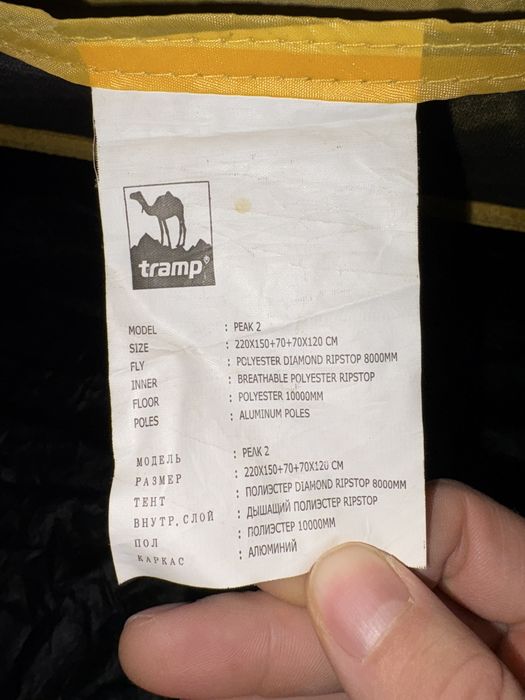 tramp®
MODEL : PEAK 2
SIZE : 220X150+70+70X120 CM
FLY : POLYESTER DIAMOND RIPSTOP 8000MM
INNER : BREATHABLE POLYESTER RIPSTOP
FLOOR : POLYESTER 10000MM
POLES : ALUMINUM POLES
МОДЕЛЬ : PEAK 2
РАЗМЕР : 220X150+70+70X120 CM
ТЕНТ : ПОЛИЭСТЕР DIAMOND RIPSTOP 8000MM
ВНУТР.СЛОЙ : ДЫШАЩИЙ ПОЛИЭСТЕР RIPSTOP
ПОЛ : ПОЛИЭСТЕР 10000MM
КАРКАС : АЛЮМИНИЙ